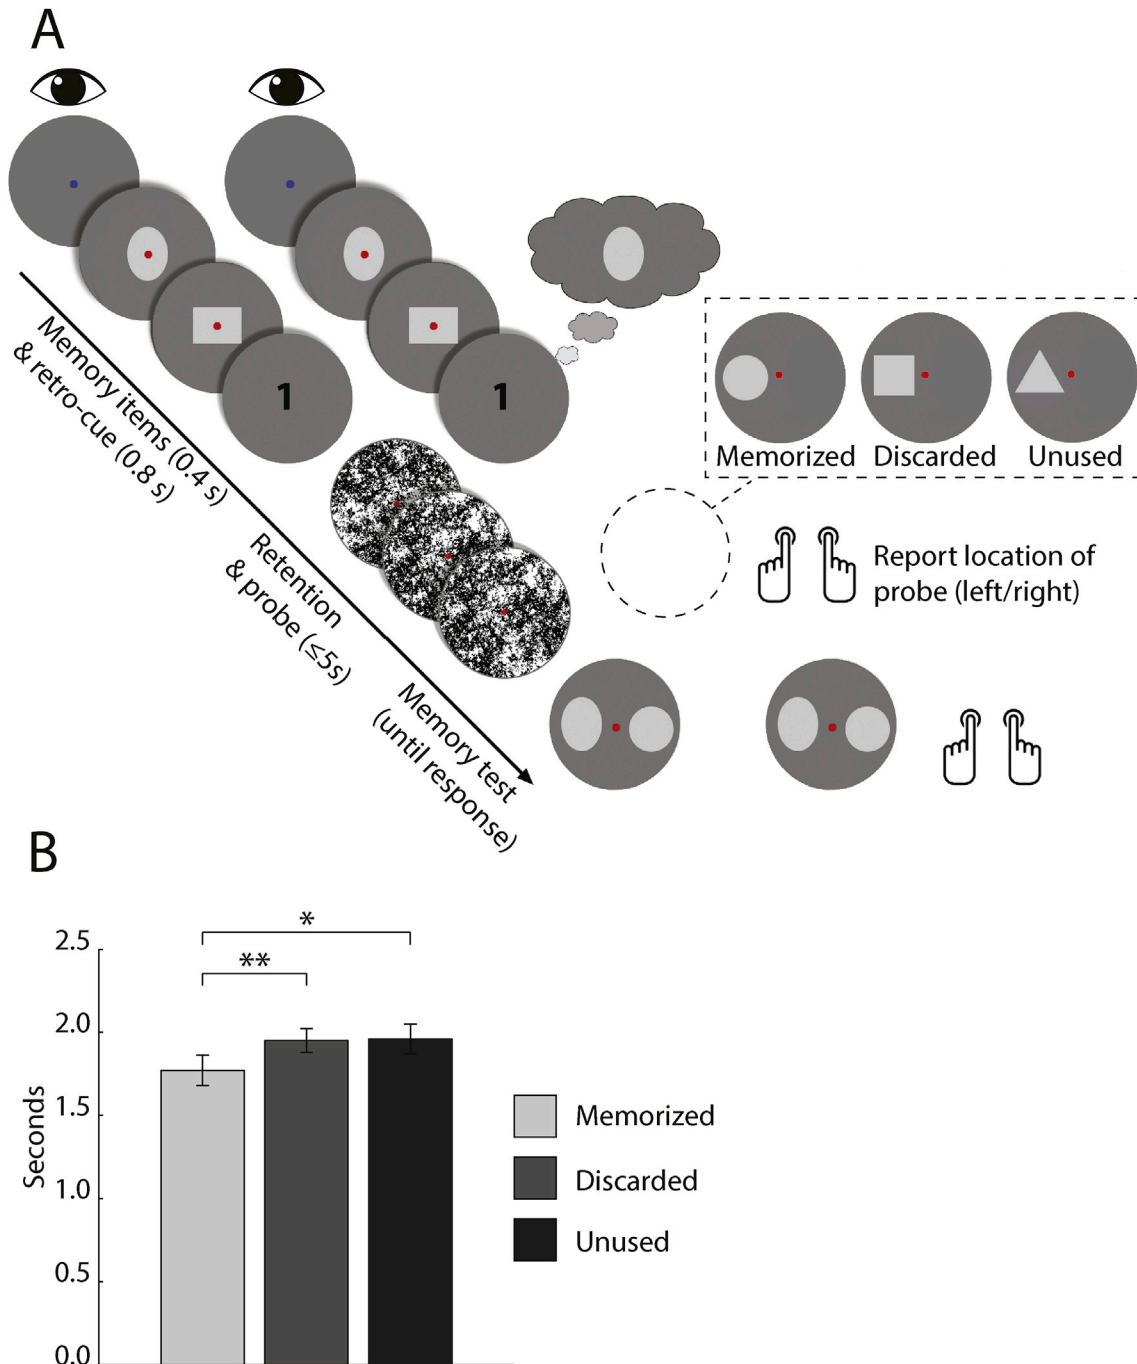 A
1
1
Memory items (0.4 s)
& retro-cue (0.8 s)
Memorized
Discarded
Unused
Retention
& probe (≤5s)
Report location of
probe (left/right)
Memory test
(until response)
B
*
**
2.5
2.0
1.5
1.0
0.5
0.0
Seconds
Memorized
Discarded
Unused